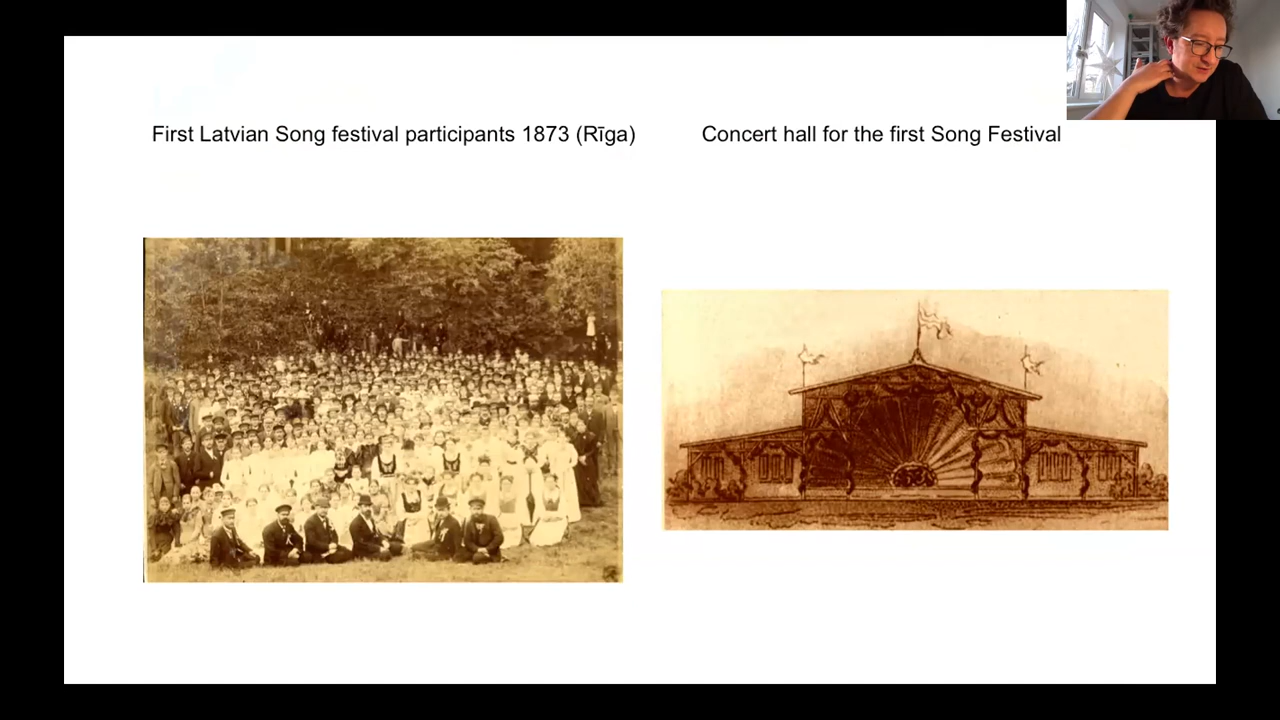 First Latvian Song festival participants 1873 (Rīga)
Concert hall for the first Song Festival